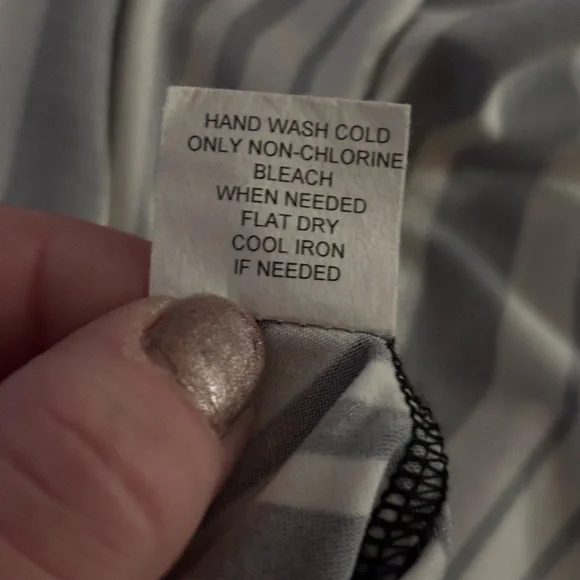 HAND WASH COLD
ONLY NON-CHLORINE
BLEACH
WHEN NEEDED
FLAT DRY
COOL IRON
IF NEEDED